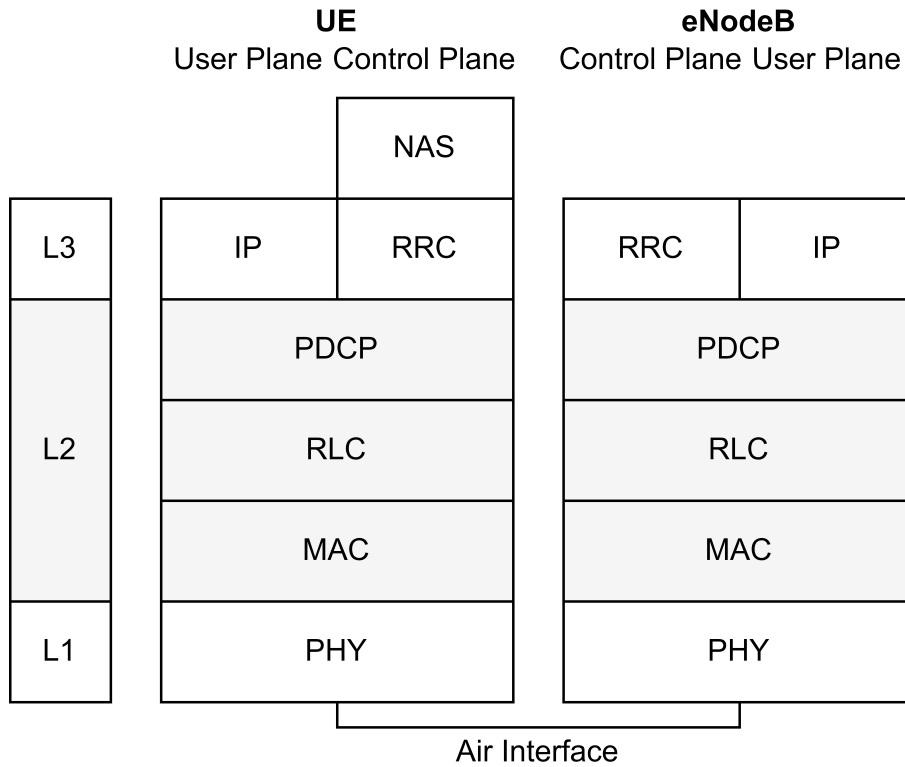 UE eNodeB
User Plane Control Plane Control Plane User Plane
NAS
L3 IP RRC RRC IP
PDCP PDCP
L2 RLC RLC
MAC MAC
L1 PHY PHY
Air Interface